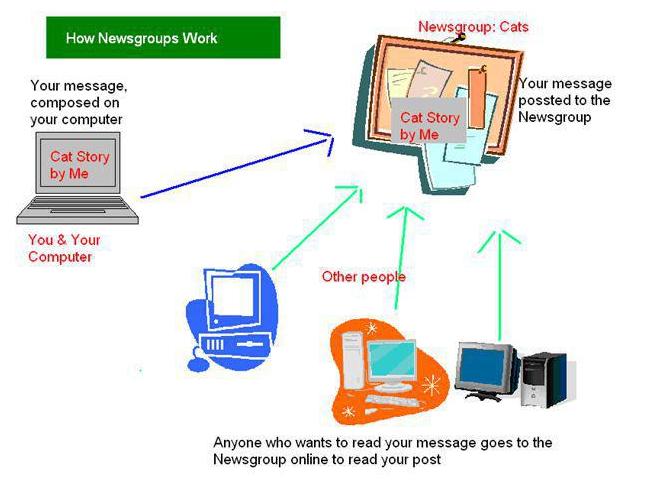 How Newsgroups Work
Newsgroup: Cats
Your message,
composed on
your computer
Cat Story
by Me
You & Your
Computer
Cat Story
by Me
Your message
possted to the
Newsgroup
Other people
Anyone who wants to read your message goes to the
Newsgroup online to read your post